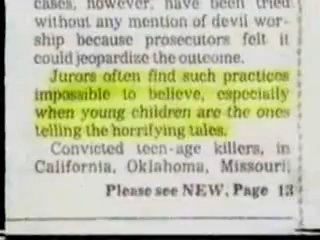 cases, however, have been tried
without any mention of devil wor-
ship because prosecutors felt it
could jeopardize the outcome.
Jurors often find such practices
impossible to believe, especially
when young children are the ones
telling the horrifying tales.
Convicted teen-age killers, in
California, Oklahoma, Missouri,
Please see NEW, Page 13